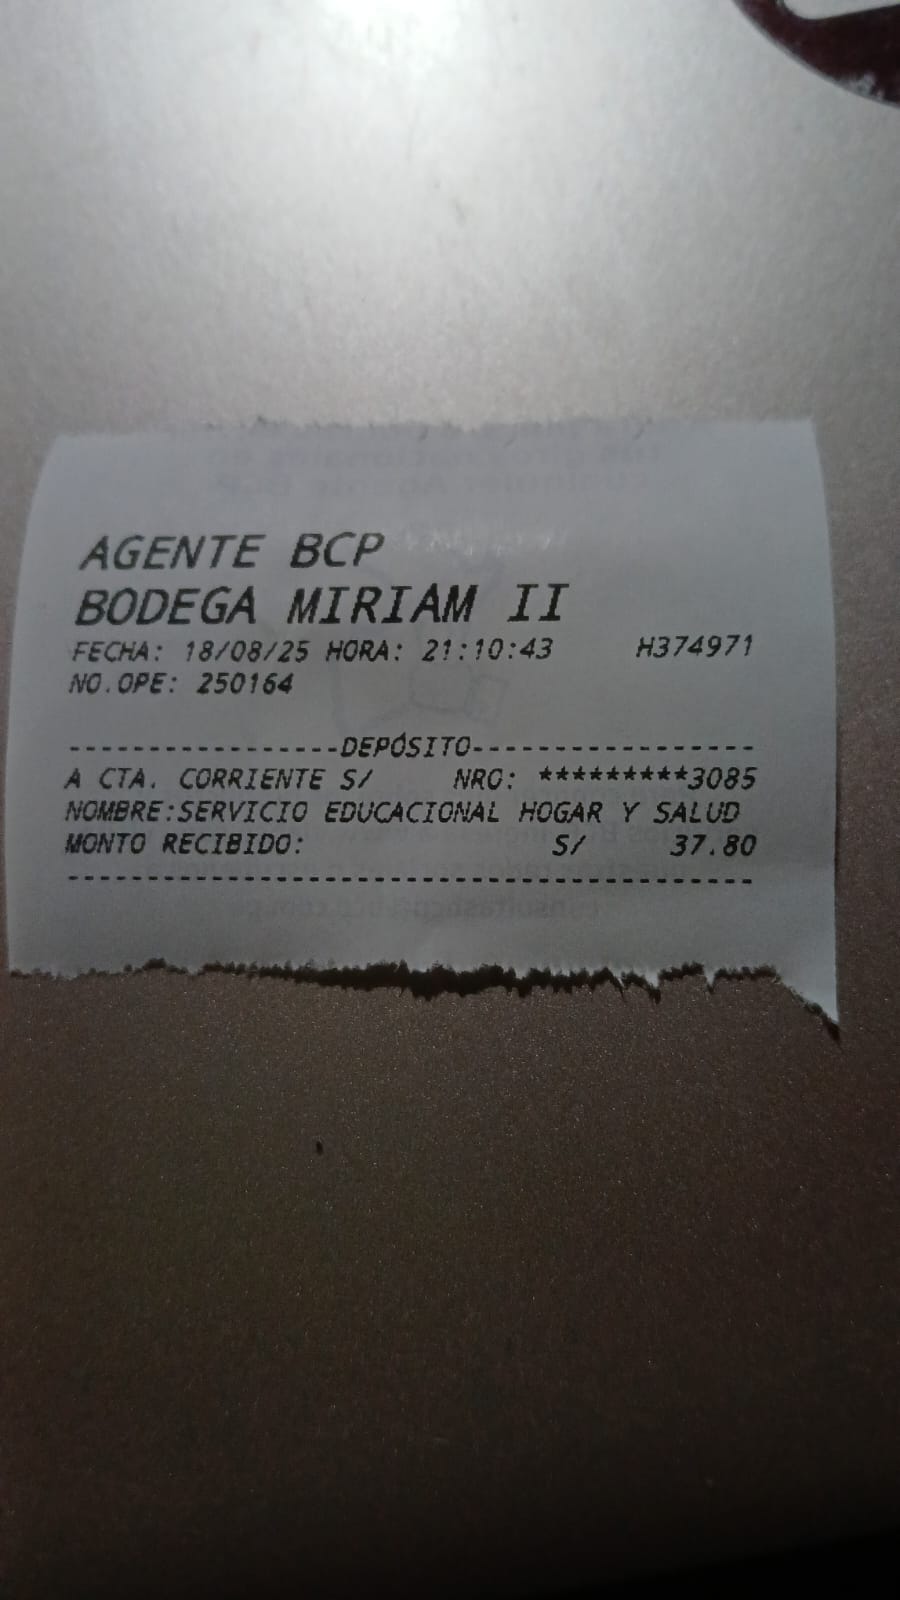 AGENTE BCP
BODEGA MIRIAM II
FECHA: 18/08/25 HORA: 21:10:43 H374971
NO.OPE: 250164
-----------------DEPÓSITO-----------------
A CTA. CORRIENTE S/ NRO: *********3085
NOMBRE:SERVICIO EDUCACIONAL HOGAR Y SALUD
MONTO RECIBIDO: S/ 37.80
-------------------------------------------